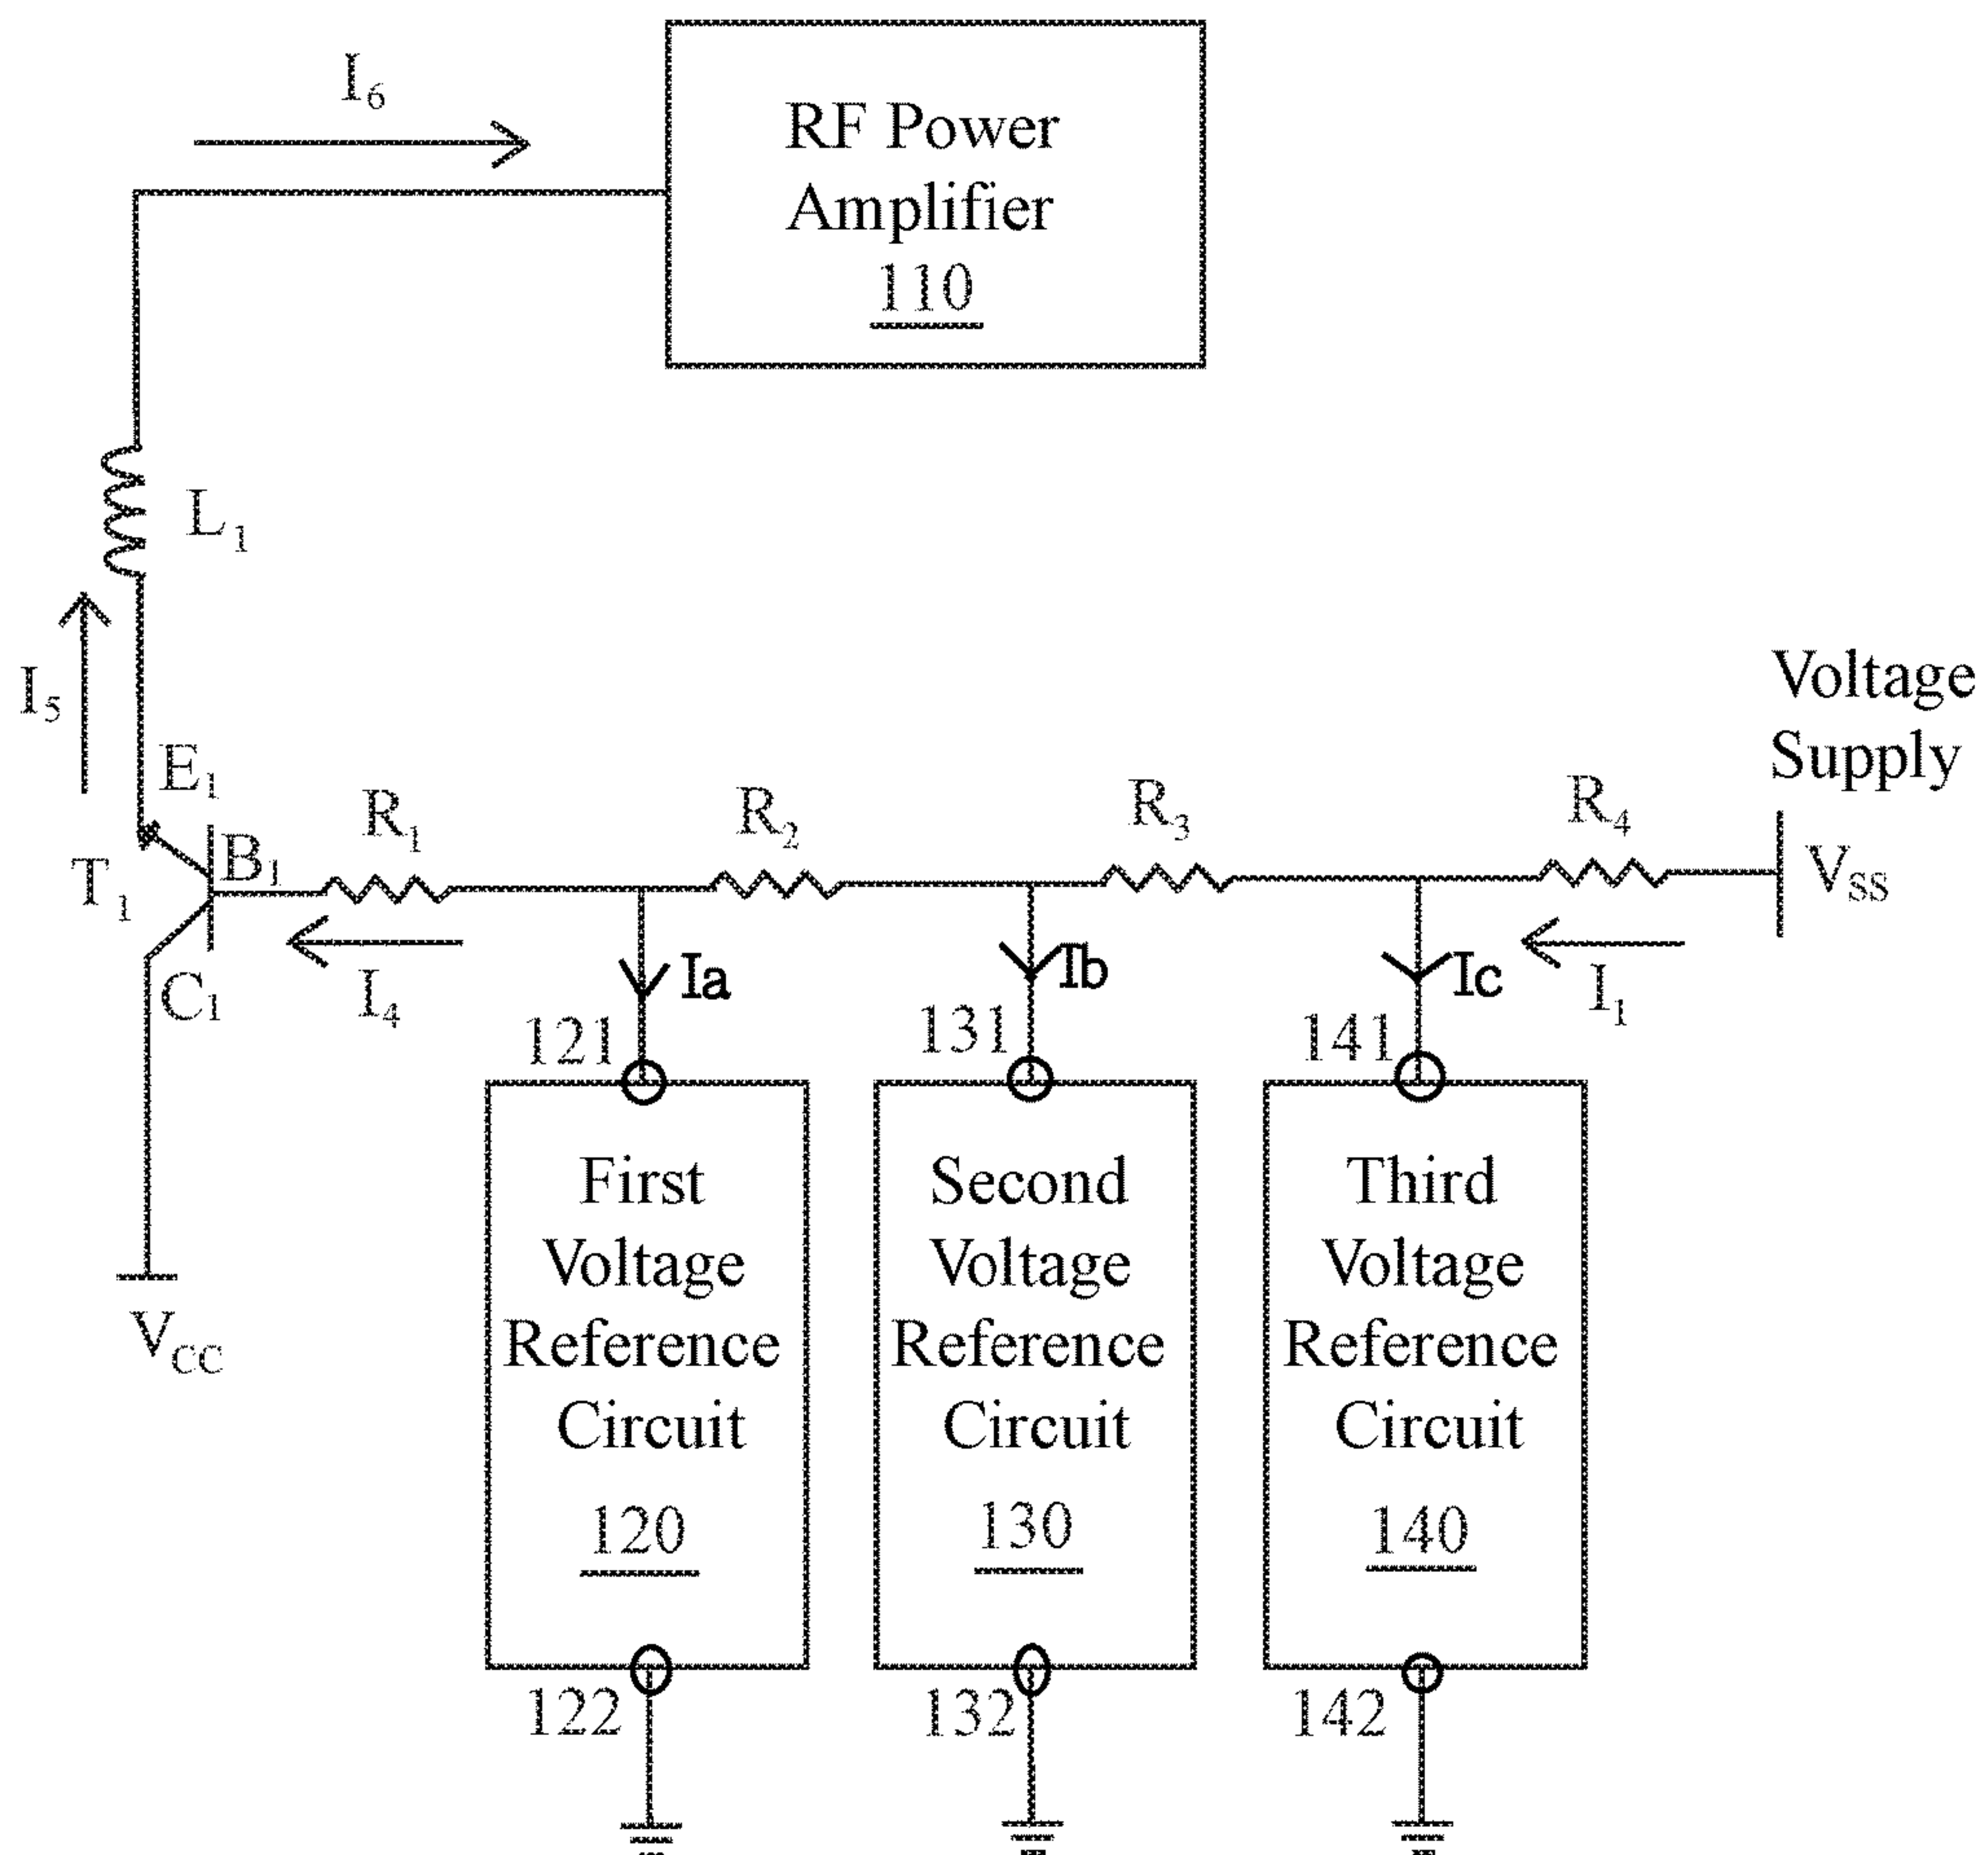 I6
RF Power
Amplifier
110
L1
I5
Voltage
Supply
E1
R1
R2
R3
R4
T1
B1
VSS
C1
I4
Ia
Ib
Ic
I1
121
131
141
First
Voltage
Reference
Circuit
120
Second
Voltage
Reference
Circuit
130
Third
Voltage
Reference
Circuit
140
VCC
122
132
142